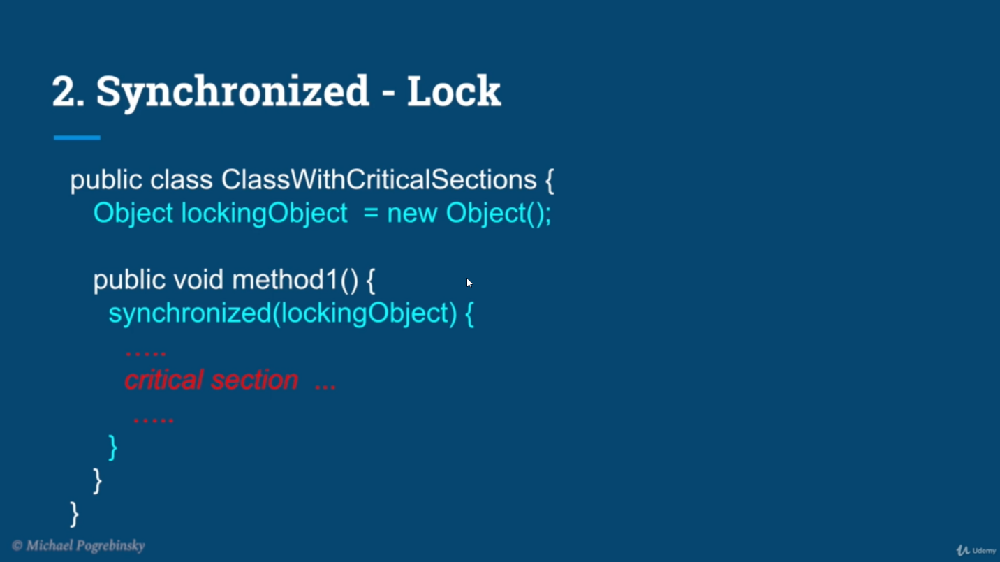 2. Synchronized - Lock
public class ClassWithCriticalSections {
Object lockingObject = new Object();
public void method1() {
synchronized(lockingObject) {
…..
critical section ...
…..
}
}
}
© Michael Pogrebinsky
Udemy